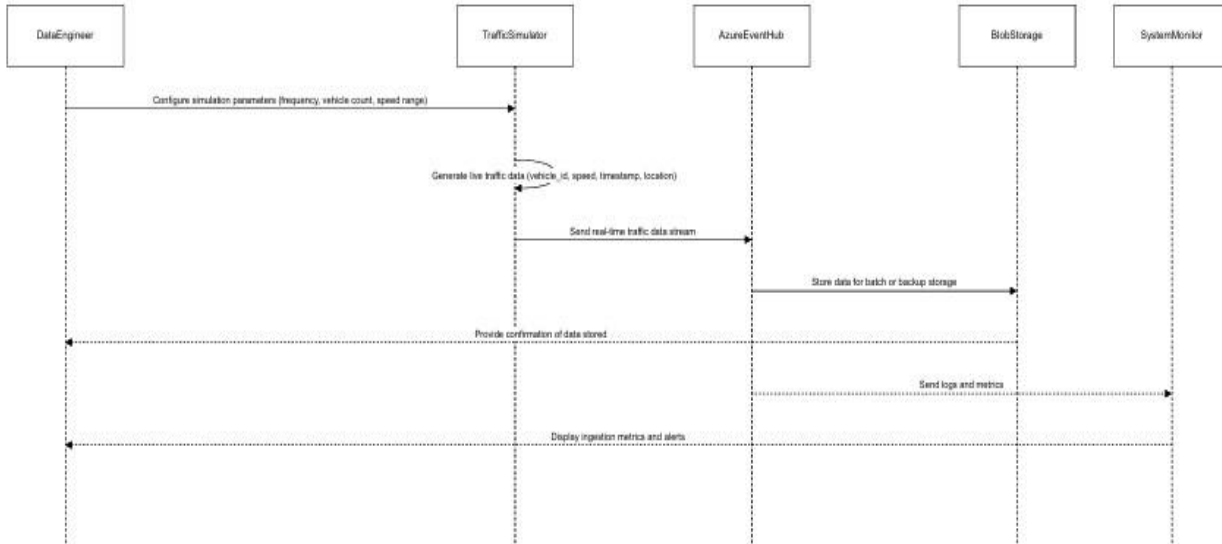 DataEngineer
TrafficSimulator
AzureEventHub
BlobStorage
SystemMonitor
Configure simulation parameters (frequency, vehicle count, speed range)
Generate live traffic data (vehicle_id, speed, timestamp, location)
Send real-time traffic data stream
Store data for batch or backup storage
Provide confirmation of data stored
Send logs and metrics
Display ingestion metrics and alerts